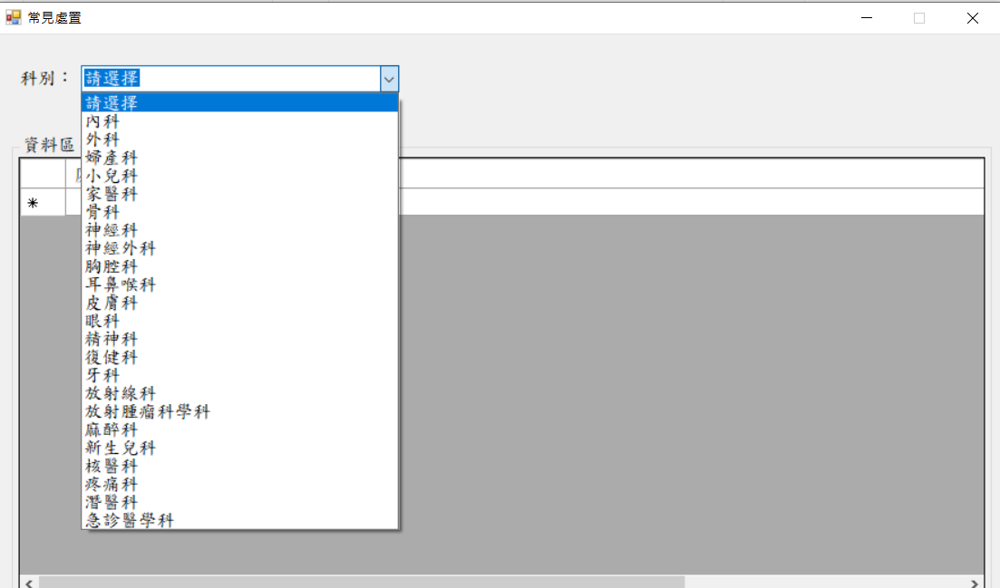 常見處置
科別：
請選擇
請選擇
內科
外科
婦產科
小兒科
家醫科
骨科
神經科
神經外科
胸腔科
耳鼻喉科
皮膚科
眼科
精神科
復健科
牙科
放射線科
放射腫瘤科學科
麻醉科
新生兒科
核醫科
疼痛科
潛醫科
急診醫學科
資料區
*